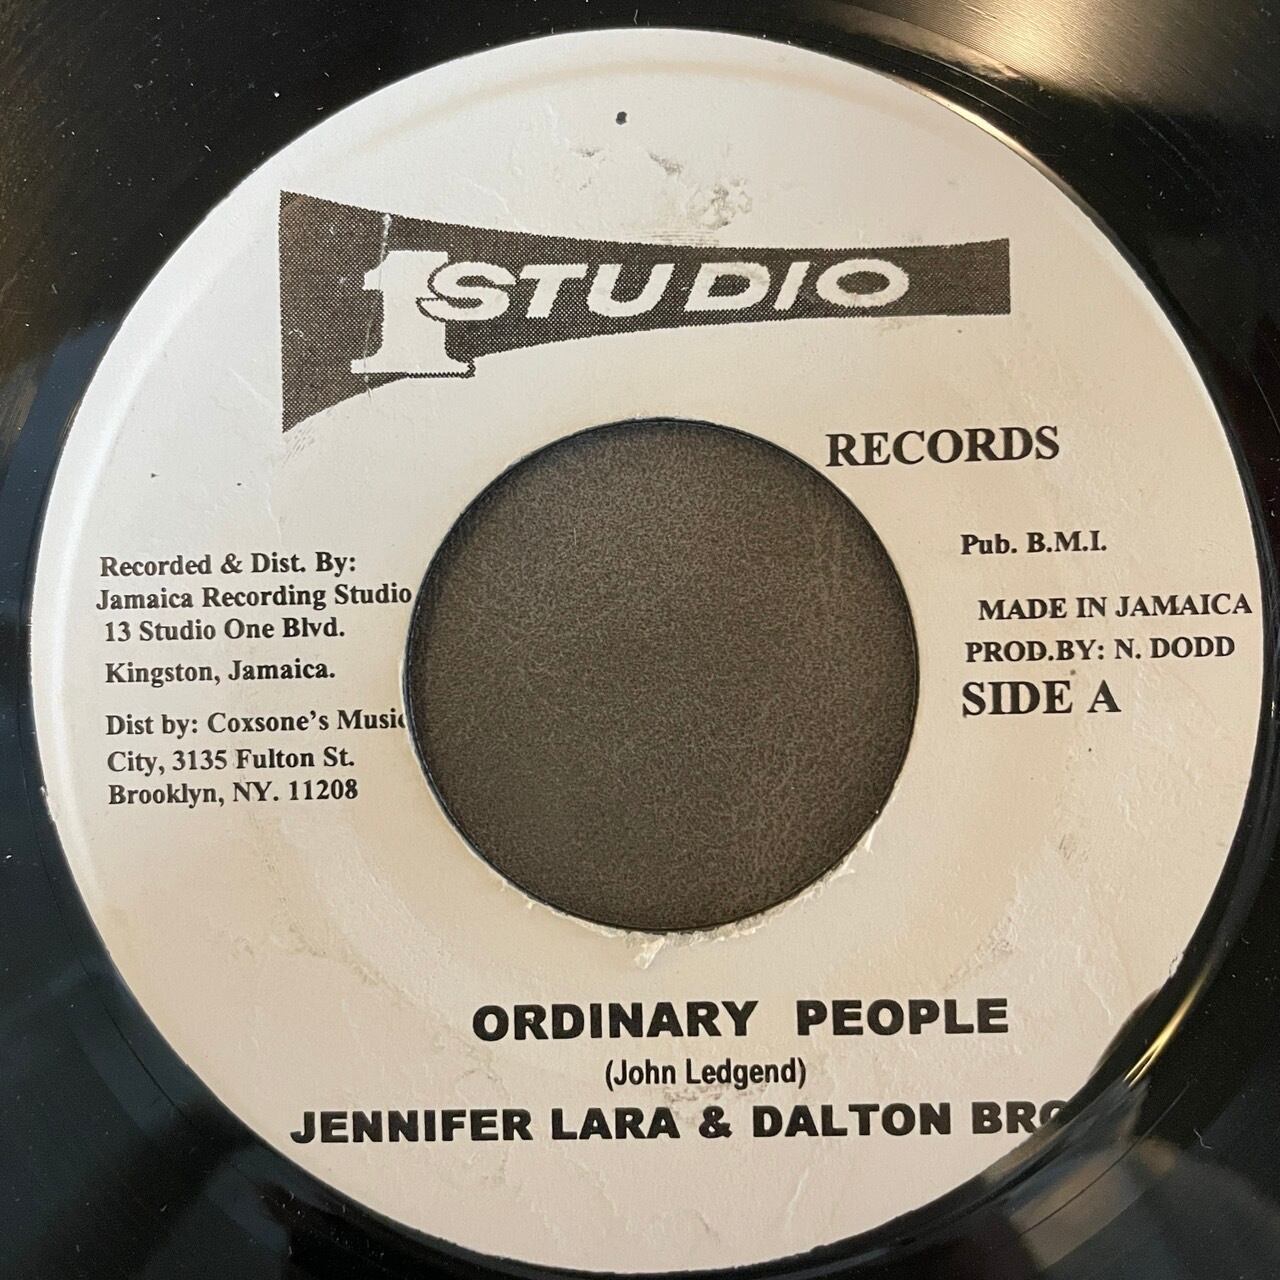 1 STUDIO
RECORDS
Recorded & Dist. By:
Jamaica Recording Studio
13 Studio One Blvd.
Kingston, Jamaica.
Dist by: Coxsone's Music
City, 3135 Fulton St.
Brooklyn, NY. 11208
Pub. B.M.I.
MADE IN JAMAICA
PROD.BY: N. DODD
SIDE A
ORDINARY PEOPLE
(John Ledgend)
JENNIFER LARA & DALTON BRO